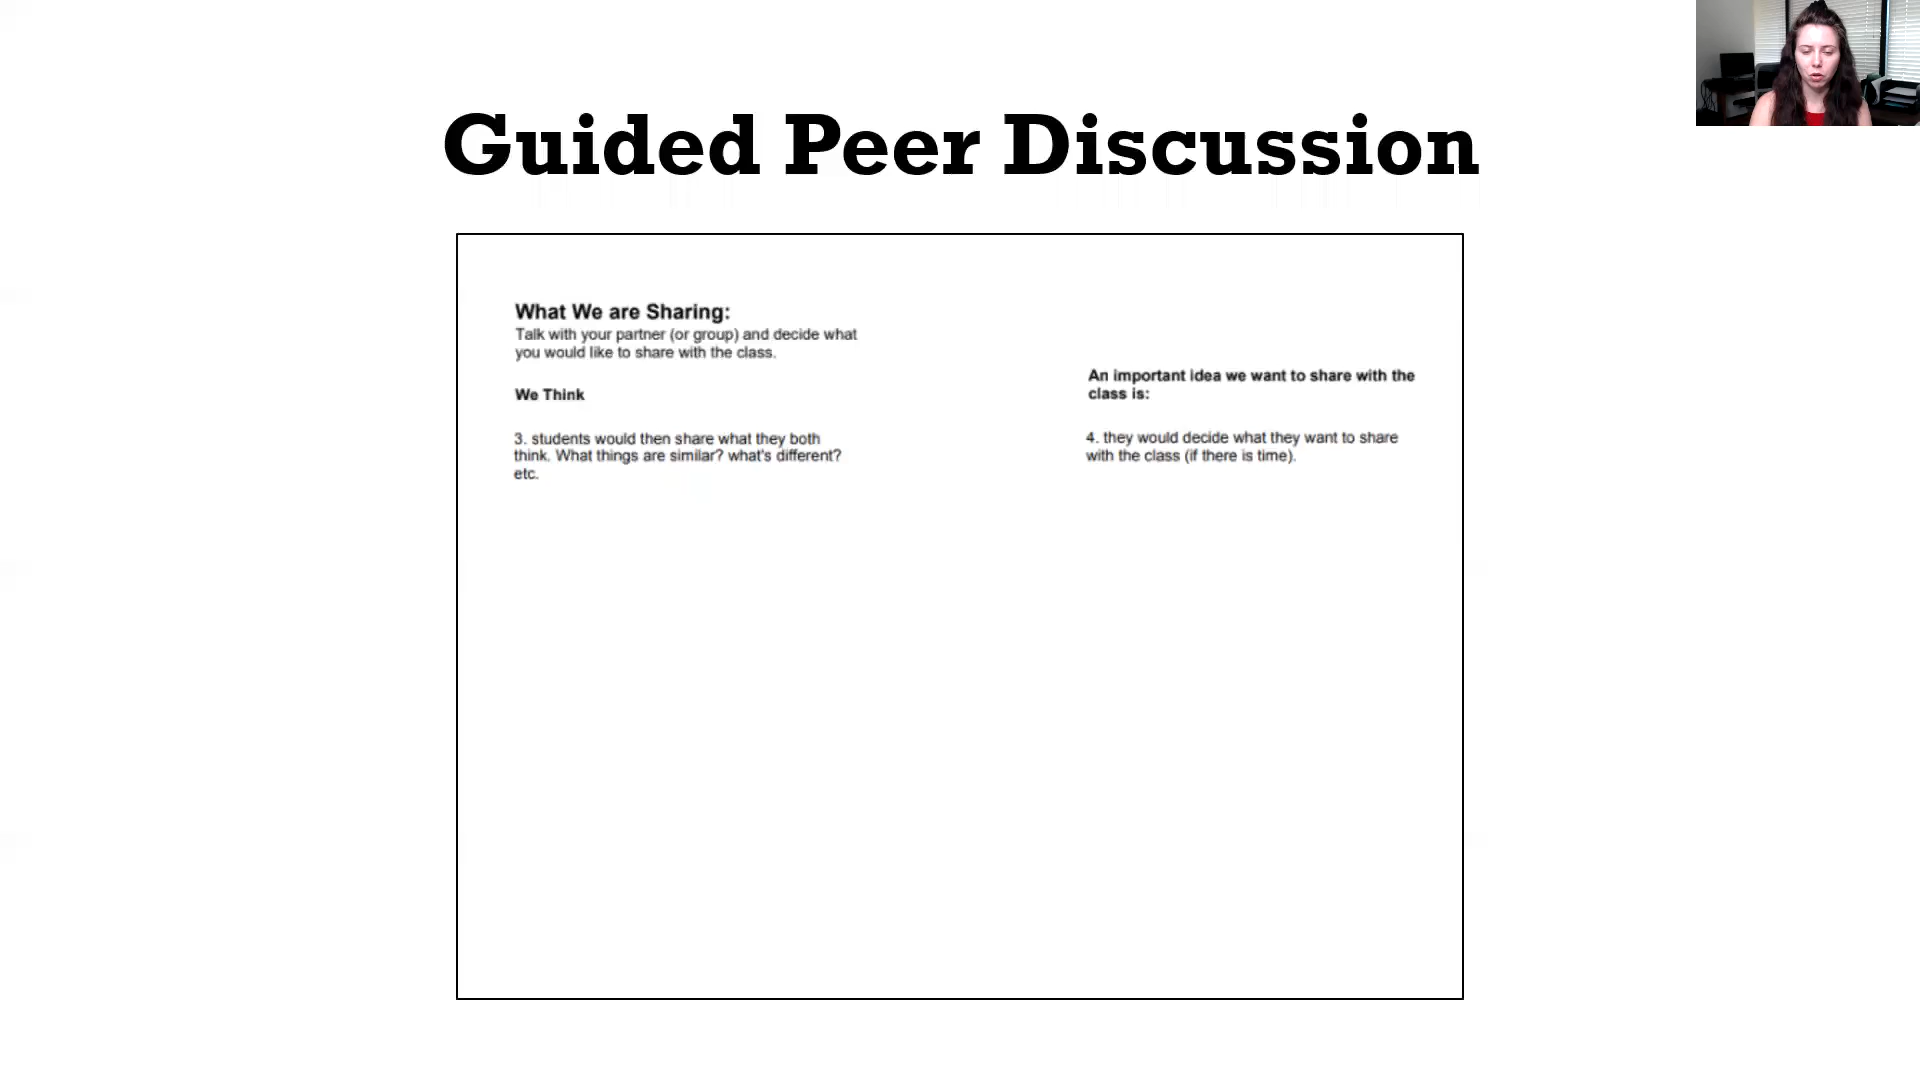 Guided Peer Discussion
What We are Sharing:
Talk with your partner (or group) and decide what
you would like to share with the class.
We Think
3. students would then share what they both
think. What things are similar? what's different?
etc.
An important idea we want to share with the
class is:
4. they would decide what they want to share
with the class (if there is time).